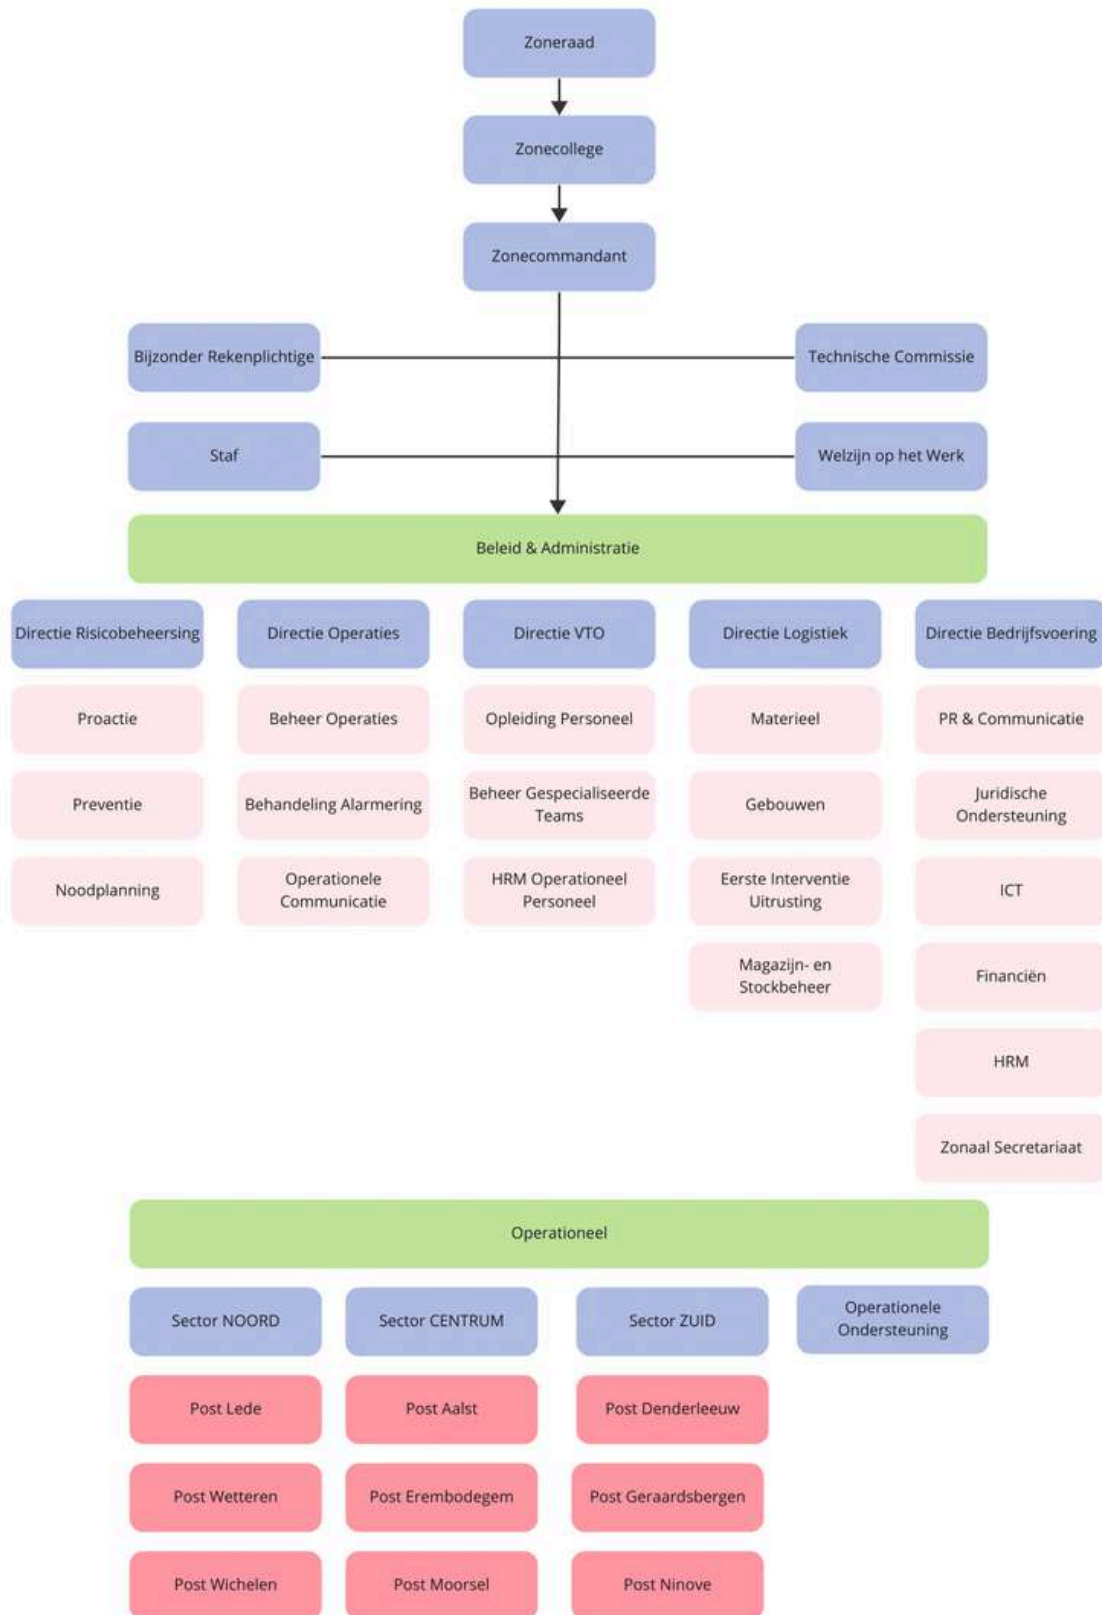 Zoneraad
Zonecollege
Zonecommandant
Bijzonder Rekenplichtige
Technische Commissie
Staf
Welzijn op het Werk
Beleid & Administratie
Directie Risicobeheersing
Directie Operaties
Directie VTO
Directie Logistiek
Directie Bedrijfsvoering
Proactie
Beheer Operaties
Opleiding Personeel
Materieel
PR & Communicatie
Preventie
Behandeling Alarmering
Beheer Gespecialiseerde
Teams
Gebouwen
Juridische
Ondersteuning
Noodplanning
Operationele
Communicatie
HRM Operationeel
Personeel
Eerste Interventie
Uitrusting
ICT
Magazijn- en
Stockbeheer
Financiën
HRM
Zonaal Secretariaat
Operationeel
Sector NOORD
Sector CENTRUM
Sector ZUID
Operationele
Ondersteuning
Post Lede
Post Aalst
Post Denderleeuw
Post Wetteren
Post Erembodegem
Post Geraardsbergen
Post Wichelen
Post Moorsel
Post Ninove